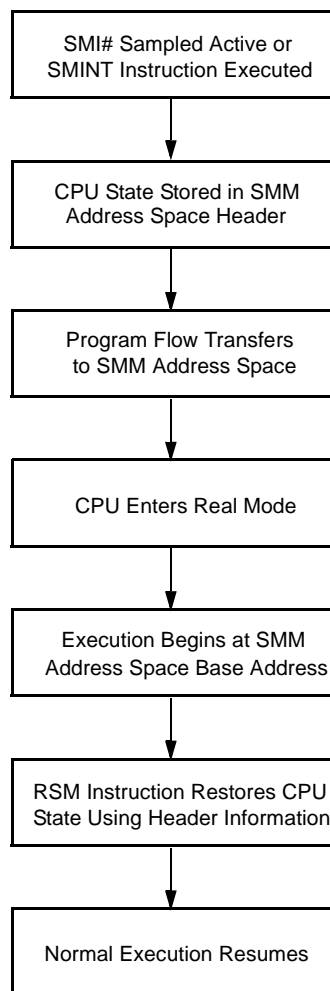 SMI# Sampled Active or
SMINT Instruction Executed
CPU State Stored in SMM
Address Space Header
Program Flow Transfers
to SMM Address Space
CPU Enters Real Mode
Execution Begins at SMM
Address Space Base Address
RSM Instruction Restores CPU
State Using Header Information
Normal Execution Resumes